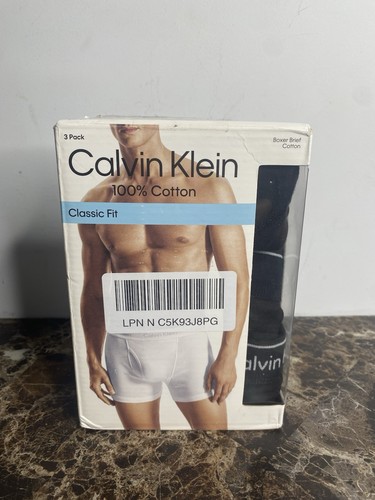 3 Pack
Boxer Brief
Cotton
Calvin Klein
100% Cotton
Classic Fit
LPN N C5K93J8PG
alvin